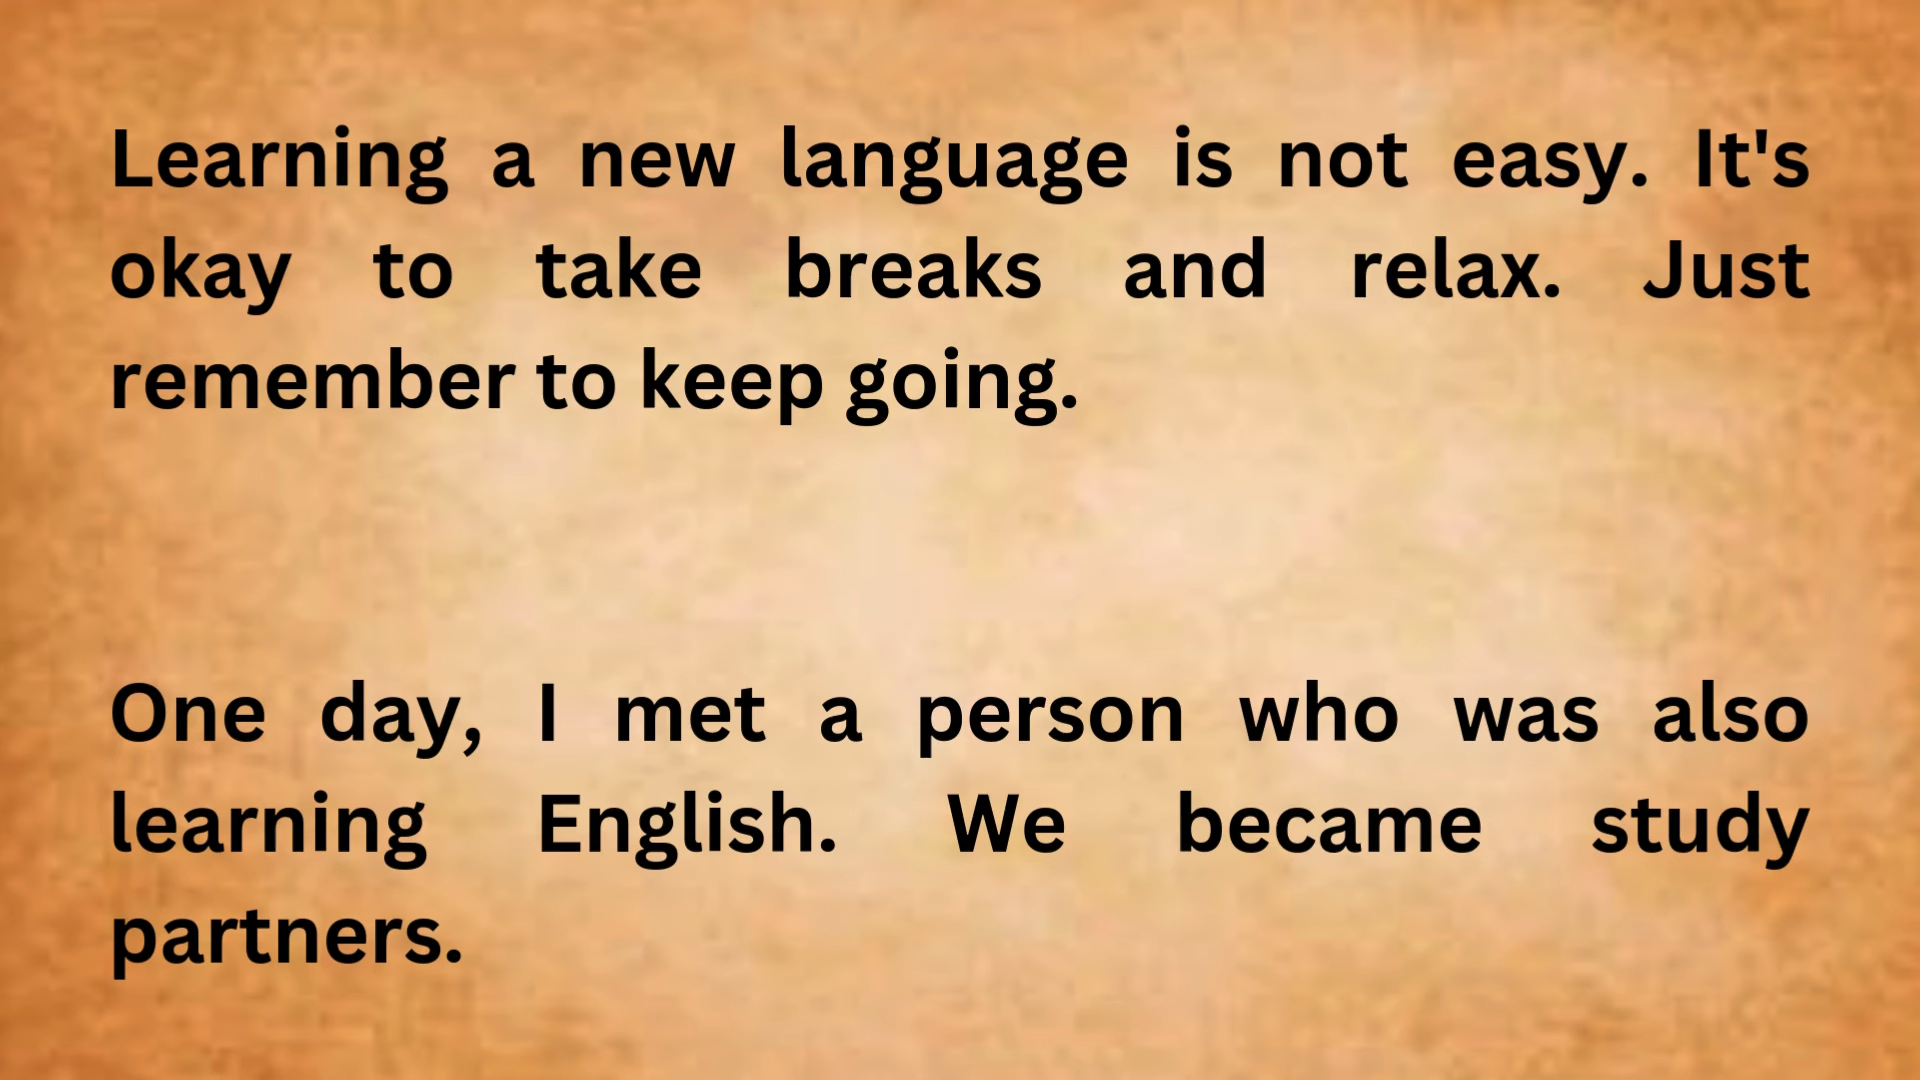 Learning a new language is not easy. It's
okay to take breaks and relax. Just
remember to keep going.
One day, I met a person who was also
learning English. We became study
partners.